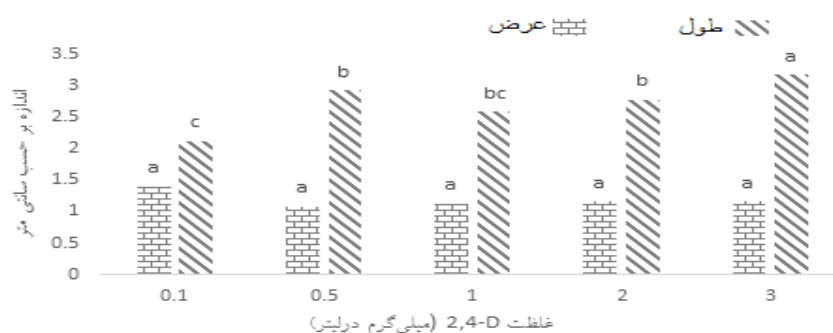 طول عرض
اندازه بر حسب سانتی متر
3.5
a
3
b
b
bc
2.5
c
2
a
1.5
a
a
a
a
1
0.5
0
0.1 0.5 1 2 3
غلظت 2,4-D (میلی‌گرم درلیتر)